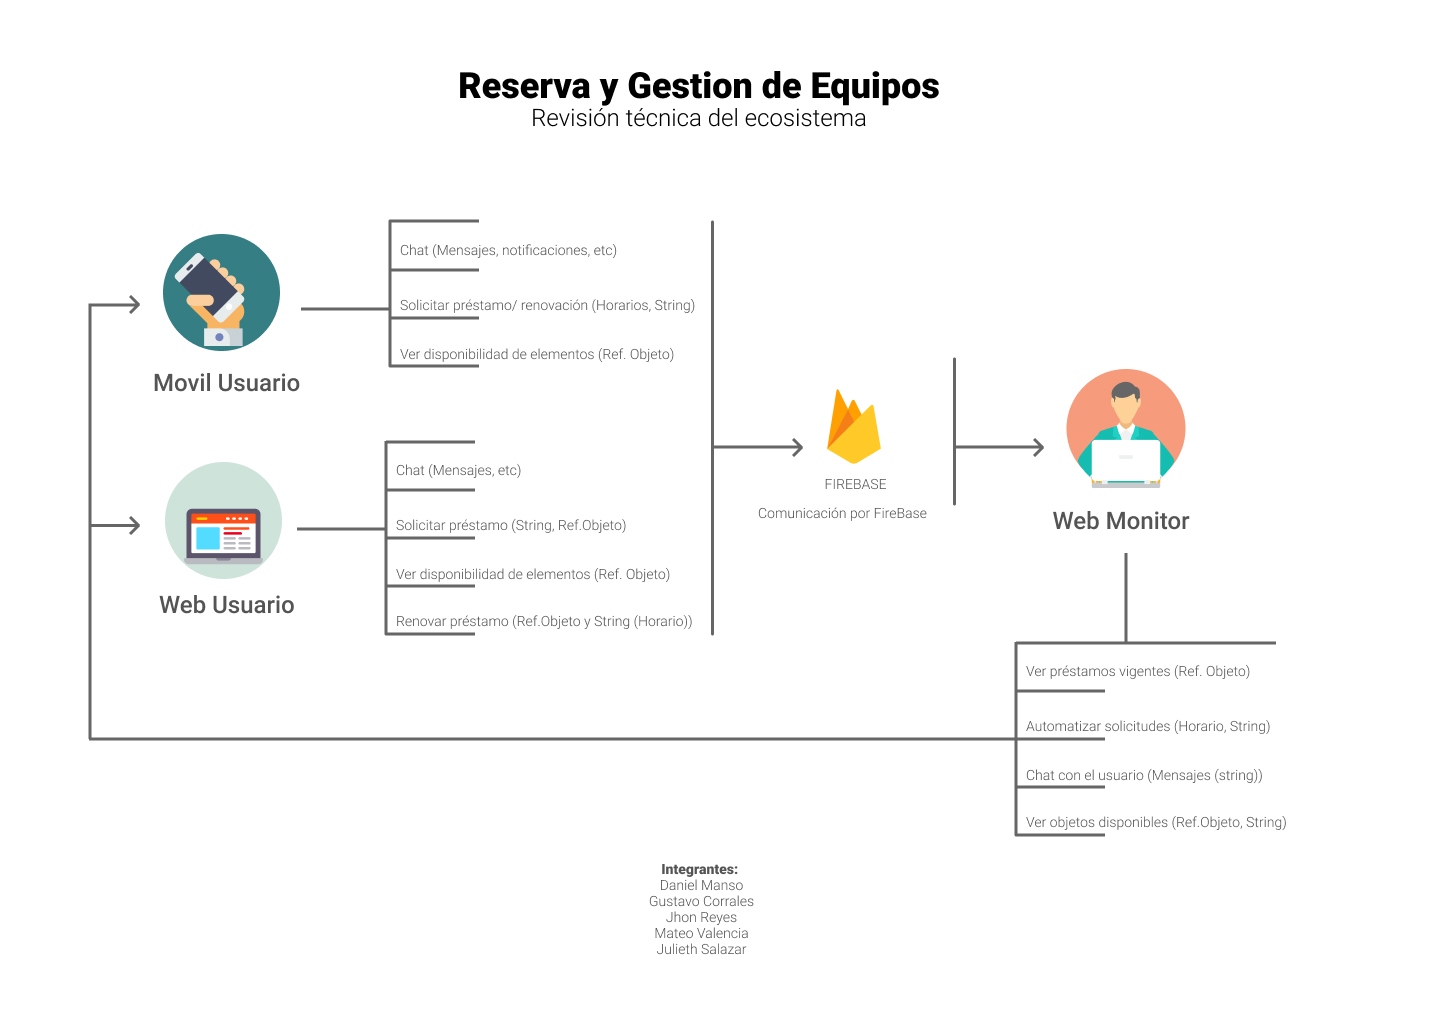 Reserva y Gestion de Equipos
Revisión técnica del ecosistema
Chat (Mensajes, notificaciones, etc)
Solicitar préstamo/ renovación (Horarios, String)
Ver disponibilidad de elementos (Ref. Objeto)
Movil Usuario
Chat (Mensajes, etc)
Solicitar préstamo (String, Ref.Objeto)
Ver disponibilidad de elementos (Ref. Objeto)
Renovar préstamo (Ref.Objeto y String (Horario))
Web Usuario
FIREBASE
Comunicación por FireBase
Web Monitor
Ver préstamos vigentes (Ref. Objeto)
Automatizar solicitudes (Horario, String)
Chat con el usuario (Mensajes (string))
Ver objetos disponibles (Ref.Objeto, String)
Integrantes:
Daniel Manso
Gustavo Corrales
Jhon Reyes
Mateo Valencia
Julieth Salazar